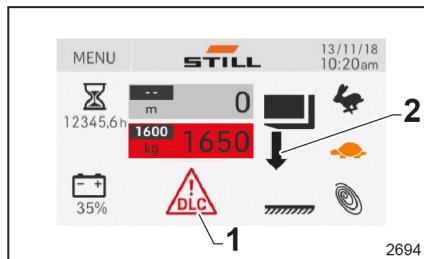 MENU
STILL
13/11/18
10:20am
--
m
0
12345,6h
1600
kg
1650
2
- +
35%
DLC
1
2694